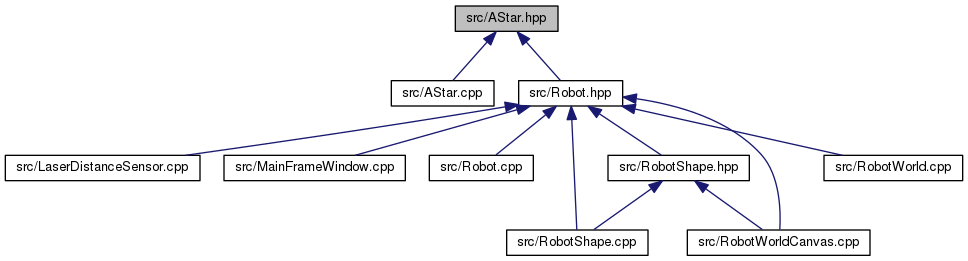 src/AStar.hpp
src/AStar.cpp
src/Robot.hpp
src/LaserDistanceSensor.cpp
src/MainFrameWindow.cpp
src/Robot.cpp
src/RobotShape.hpp
src/RobotWorld.cpp
src/RobotShape.cpp
src/RobotWorldCanvas.cpp